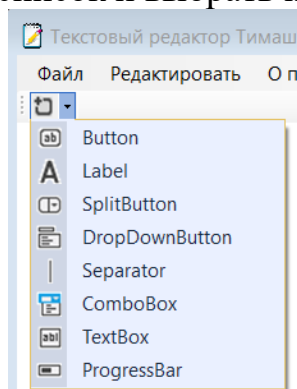 Текстовый редактор Тимаш
Файл Редактировать О п
Button
Label
SplitButton
DropDownButton
Separator
ComboBox
TextBox
ProgressBar